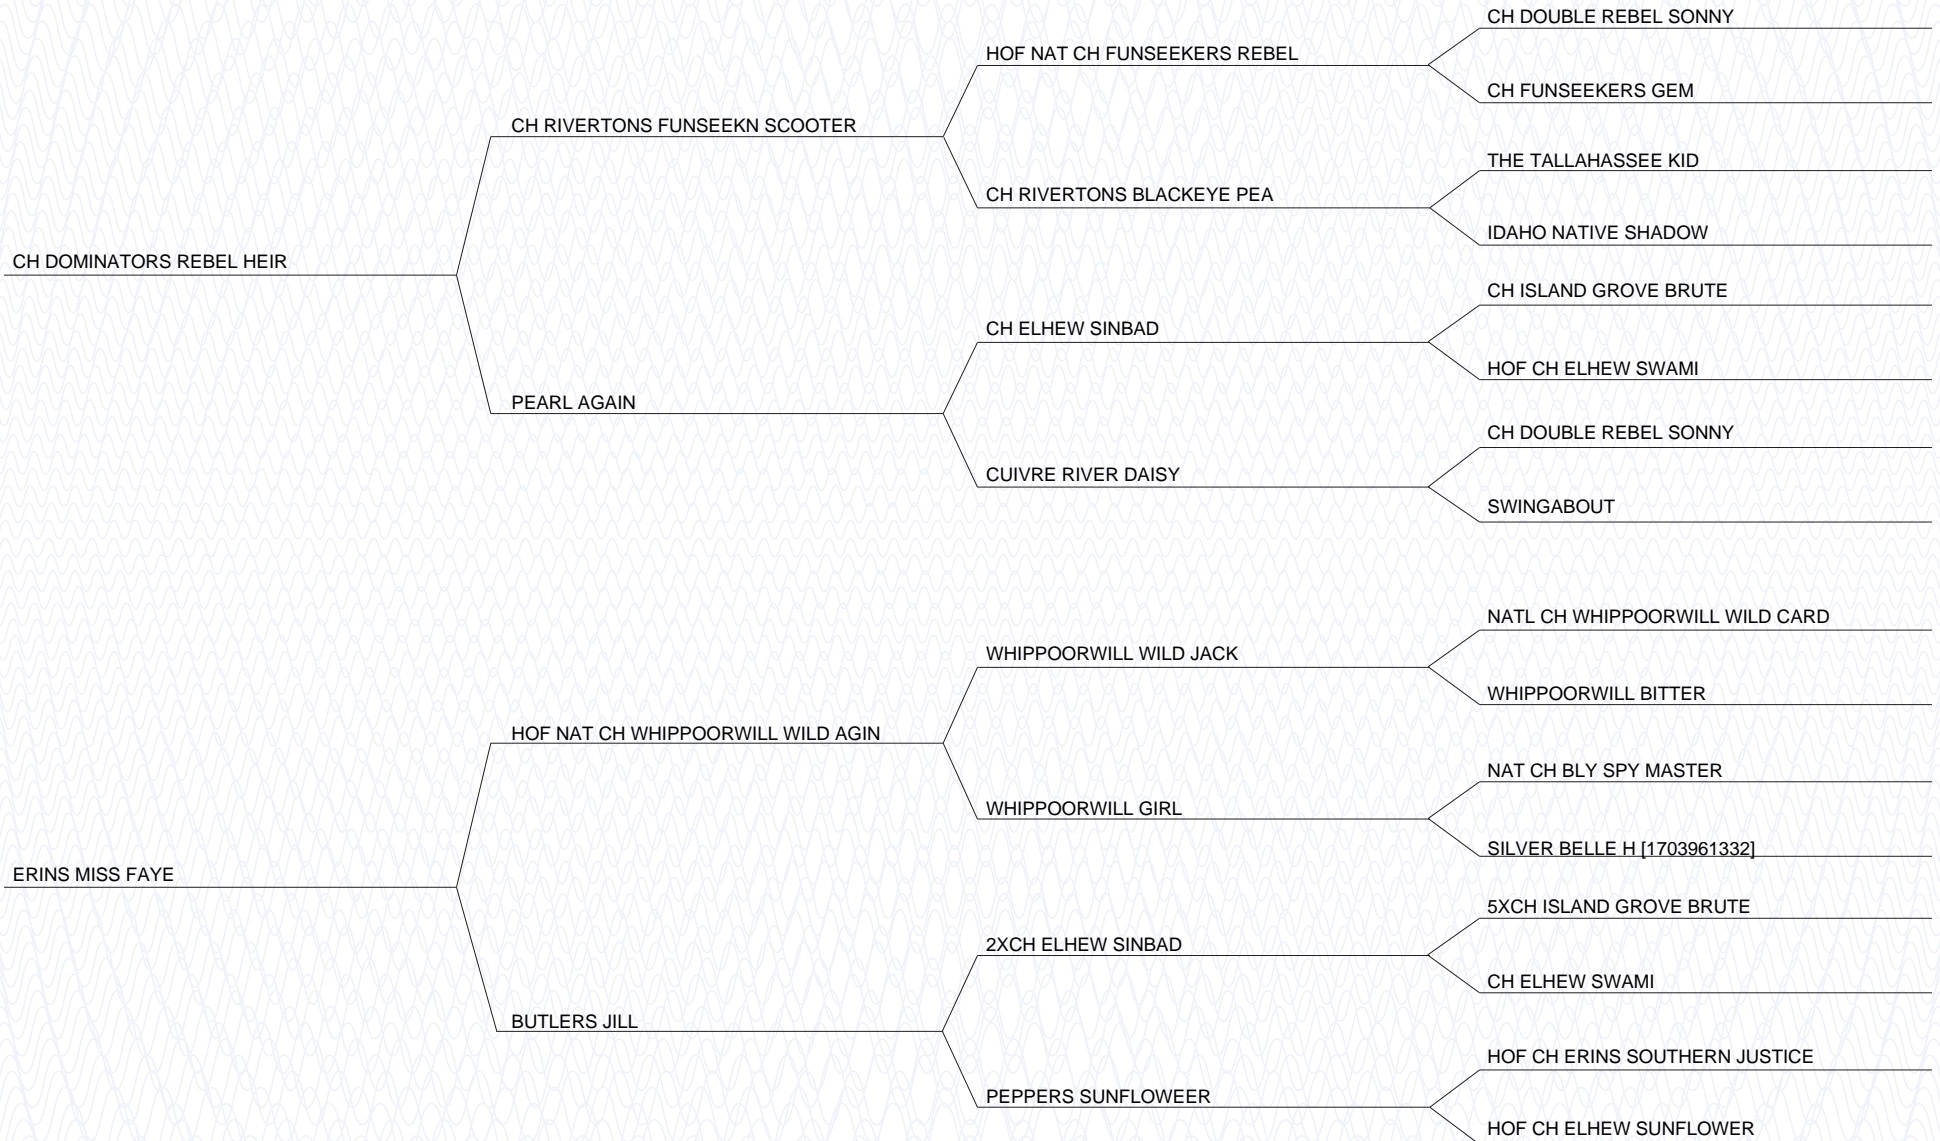 CH DOUBLE REBEL SONNY
HOF NAT CH FUNSEEKERS REBEL
CH FUNSEEKERS GEM
CH RIVERTONS FUNSEEKN SCOOTER
THE TALLAHASSEE KID
CH RIVERTONS BLACKEYE PEA
IDAHO NATIVE SHADOW
CH DOMINATORS REBEL HEIR
CH ISLAND GROVE BRUTE
CH ELHEW SINBAD
HOF CH ELHEW SWAMI
PEARL AGAIN
CH DOUBLE REBEL SONNY
CUIVRE RIVER DAISY
SWINGABOUT
NATL CH WHIPPOORWILL WILD CARD
WHIPPOORWILL WILD JACK
WHIPPOORWILL BITTER
HOF NAT CH WHIPPOORWILL WILD AGIN
NAT CH BLY SPY MASTER
WHIPPOORWILL GIRL
SILVER BELLE H [1703961332]
ERINS MISS FAYE
5XCH ISLAND GROVE BRUTE
2XCH ELHEW SINBAD
CH ELHEW SWAMI
BUTLERS JILL
HOF CH ERINS SOUTHERN JUSTICE
PEPPERS SUNFLOWEER
HOF CH ELHEW SUNFLOWER